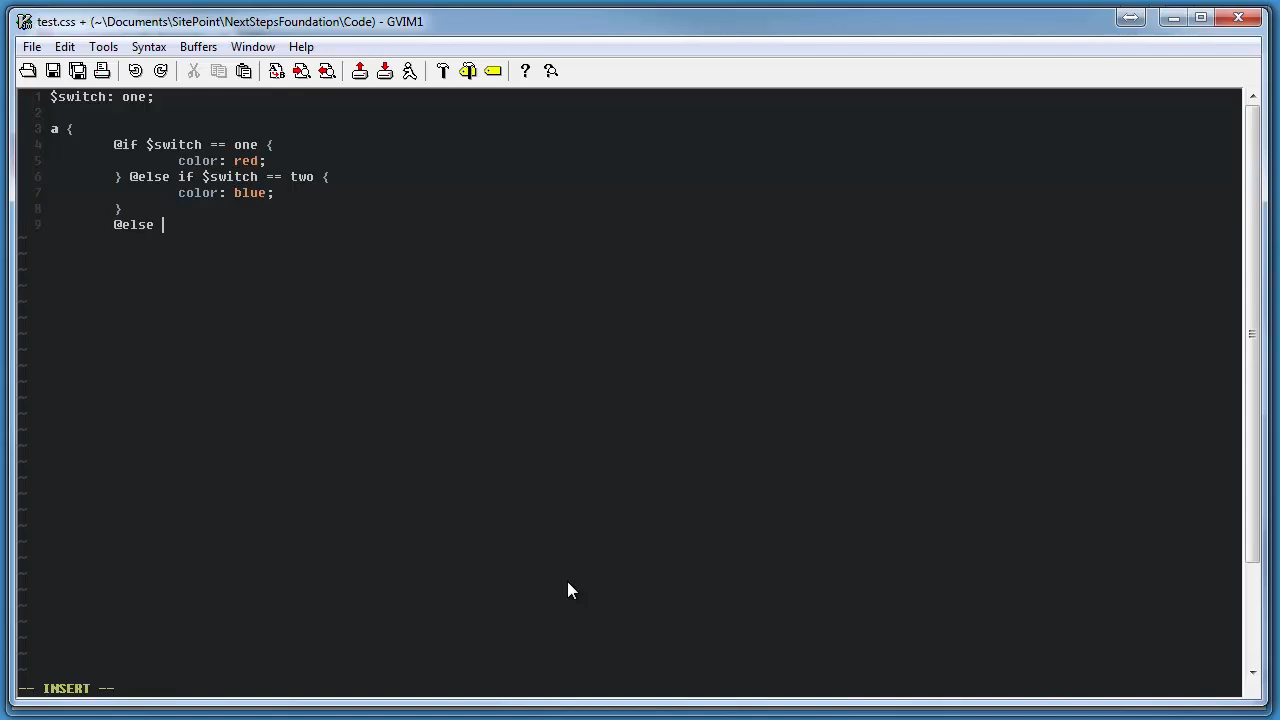 test.css + (~\Documents\SitePoint\NextStepsFoundation\Code) - GVIM1
File Edit Tools Syntax Buffers Window Help
1 $switch: one;
2
3 a {
4 @if $switch == one {
5 color: red;
6 } @else if $switch == two {
7 color: blue;
8 }
9 @else
-- INSERT --